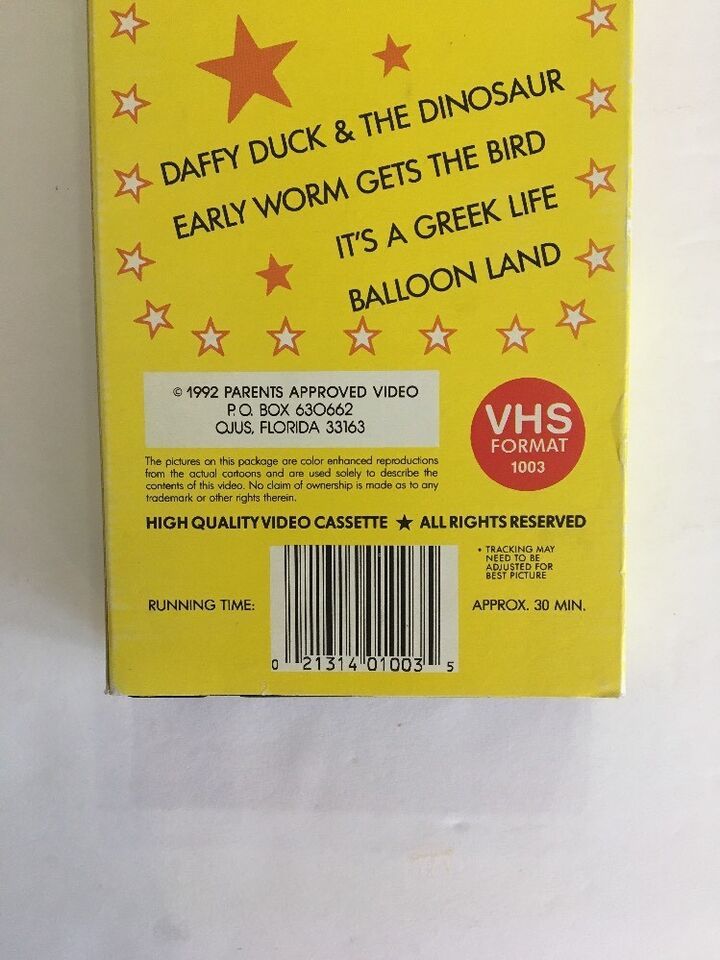 DAFFY DUCK & THE DINOSAUR
EARLY WORM GETS THE BIRD
IT'S A GREEK LIFE
BALLOON LAND
© 1992 PARENTS APPROVED VIDEO
P.O. BOX 630662
OJUS, FLORIDA 33163
VHS
FORMAT
1003
The pictures on this package are color enhanced reproductions
from the actual cartoons and are used solely to describe the
contents of this video. No claim of ownership is made as to any
trademark or other rights therein.
HIGH QUALITY VIDEO CASSETTE ★ ALL RIGHTS RESERVED
• TRACKING MAY
NEED TO BE
ADJUSTED FOR
BEST PICTURE
RUNNING TIME:
APPROX. 30 MIN.
0 21314 01003 5